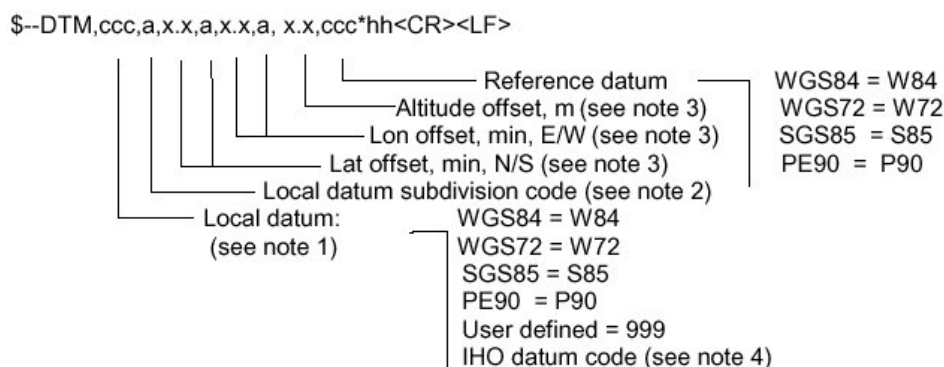 $--DTM,ccc,a,x.x,a,x.x,a, x.x,ccc*hh<CR><LF>
Reference datum
WGS84 = W84
Altitude offset, m (see note 3)
WGS72 = W72
Lon offset, min, E/W (see note 3)
SGS85 = S85
Lat offset, min, N/S (see note 3)
PE90 = P90
Local datum subdivision code (see note 2)
Local datum:
WGS84 = W84
(see note 1)
WGS72 = W72
SGS85 = S85
PE90 = P90
User defined = 999
IHO datum code (see note 4)